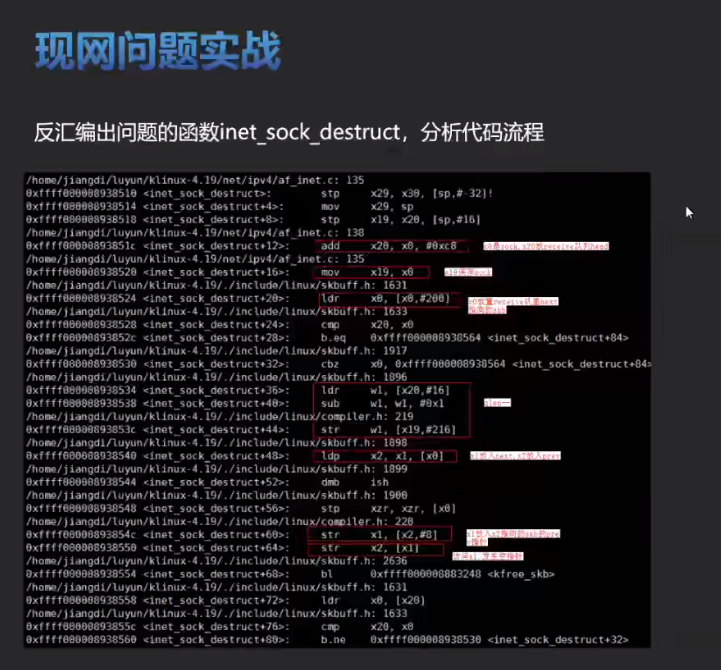 现网问题实战
反汇编出问题的函数inet_sock_destruct，分析代码流程
/home/jiangdi/luyun/klinux-4.19/net/ipv4/af_inet.c: 135
0xffff000008938510 <inet_sock_destruct>: stp x29, x30, [sp,#-32]!
0xffff000008938514 <inet_sock_destruct+4>: mov x29, sp
0xffff000008938518 <inet_sock_destruct+8>: stp x19, x20, [sp,#16]
/home/jiangdi/luyun/klinux-4.19/net/ipv4/af_inet.c: 138
0xffff00000893851c <inet_sock_destruct+12>: add x20, x0, #0xc8
/home/jiangdi/luyun/klinux-4.19/net/ipv4/af_inet.c: 135
0xffff000008938520 <inet_sock_destruct+16>: mov x19, x0
/home/jiangdi/luyun/klinux-4.19/./include/linux/skbuff.h: 1631
0xffff000008938524 <inet_sock_destruct+20>: ldr x0, [x0,#200]
/home/jiangdi/luyun/klinux-4.19/./include/linux/skbuff.h: 1633
0xffff000008938528 <inet_sock_destruct+24>: cmp x20, x0
0xffff00000893852c <inet_sock_destruct+28>: b.eq 0xffff000008938564 <inet_sock_destruct+84>
/home/jiangdi/luyun/klinux-4.19/./include/linux/skbuff.h: 1917
0xffff000008938530 <inet_sock_destruct+32>: cbz x0, 0xffff000008938564 <inet_sock_destruct+84>
/home/jiangdi/luyun/klinux-4.19/./include/linux/skbuff.h: 1896
0xffff000008938534 <inet_sock_destruct+36>: ldr w1, [x20,#16]
0xffff000008938538 <inet_sock_destruct+40>: sub w1, w1, #0x1
qlen--
/home/jiangdi/luyun/klinux-4.19/./include/linux/compiler.h: 219
0xffff00000893853c <inet_sock_destruct+44>: str w1, [x19,#216]
/home/jiangdi/luyun/klinux-4.19/./include/linux/skbuff.h: 1898
0xffff000008938540 <inet_sock_destruct+48>: ldp x2, x1, [x0]
/home/jiangdi/luyun/klinux-4.19/./include/linux/skbuff.h: 1899
0xffff000008938544 <inet_sock_destruct+52>: dmb ish
/home/jiangdi/luyun/klinux-4.19/./include/linux/skbuff.h: 1900
0xffff000008938548 <inet_sock_destruct+56>: stp xzr, xzr, [x0]
/home/jiangdi/luyun/klinux-4.19/./include/linux/compiler.h: 220
0xffff00000893854c <inet_sock_destruct+60>: str x1, [x2,#8]
0xffff000008938550 <inet_sock_destruct+64>: str x2, [x1]
/home/jiangdi/luyun/klinux-4.19/./include/linux/skbuff.h: 2636
0xffff000008938554 <inet_sock_destruct+68>: bl 0xffff000008883248 <kfree_skb>
/home/jiangdi/luyun/klinux-4.19/./include/linux/skbuff.h: 1631
0xffff000008938558 <inet_sock_destruct+72>: ldr x0, [x20]
/home/jiangdi/luyun/klinux-4.19/./include/linux/skbuff.h: 1633
0xffff00000893855c <inet_sock_destruct+76>: cmp x20, x0
0xffff000008938560 <inet_sock_destruct+80>: b.ne 0xffff000008938530 <inet_sock_destruct+32>